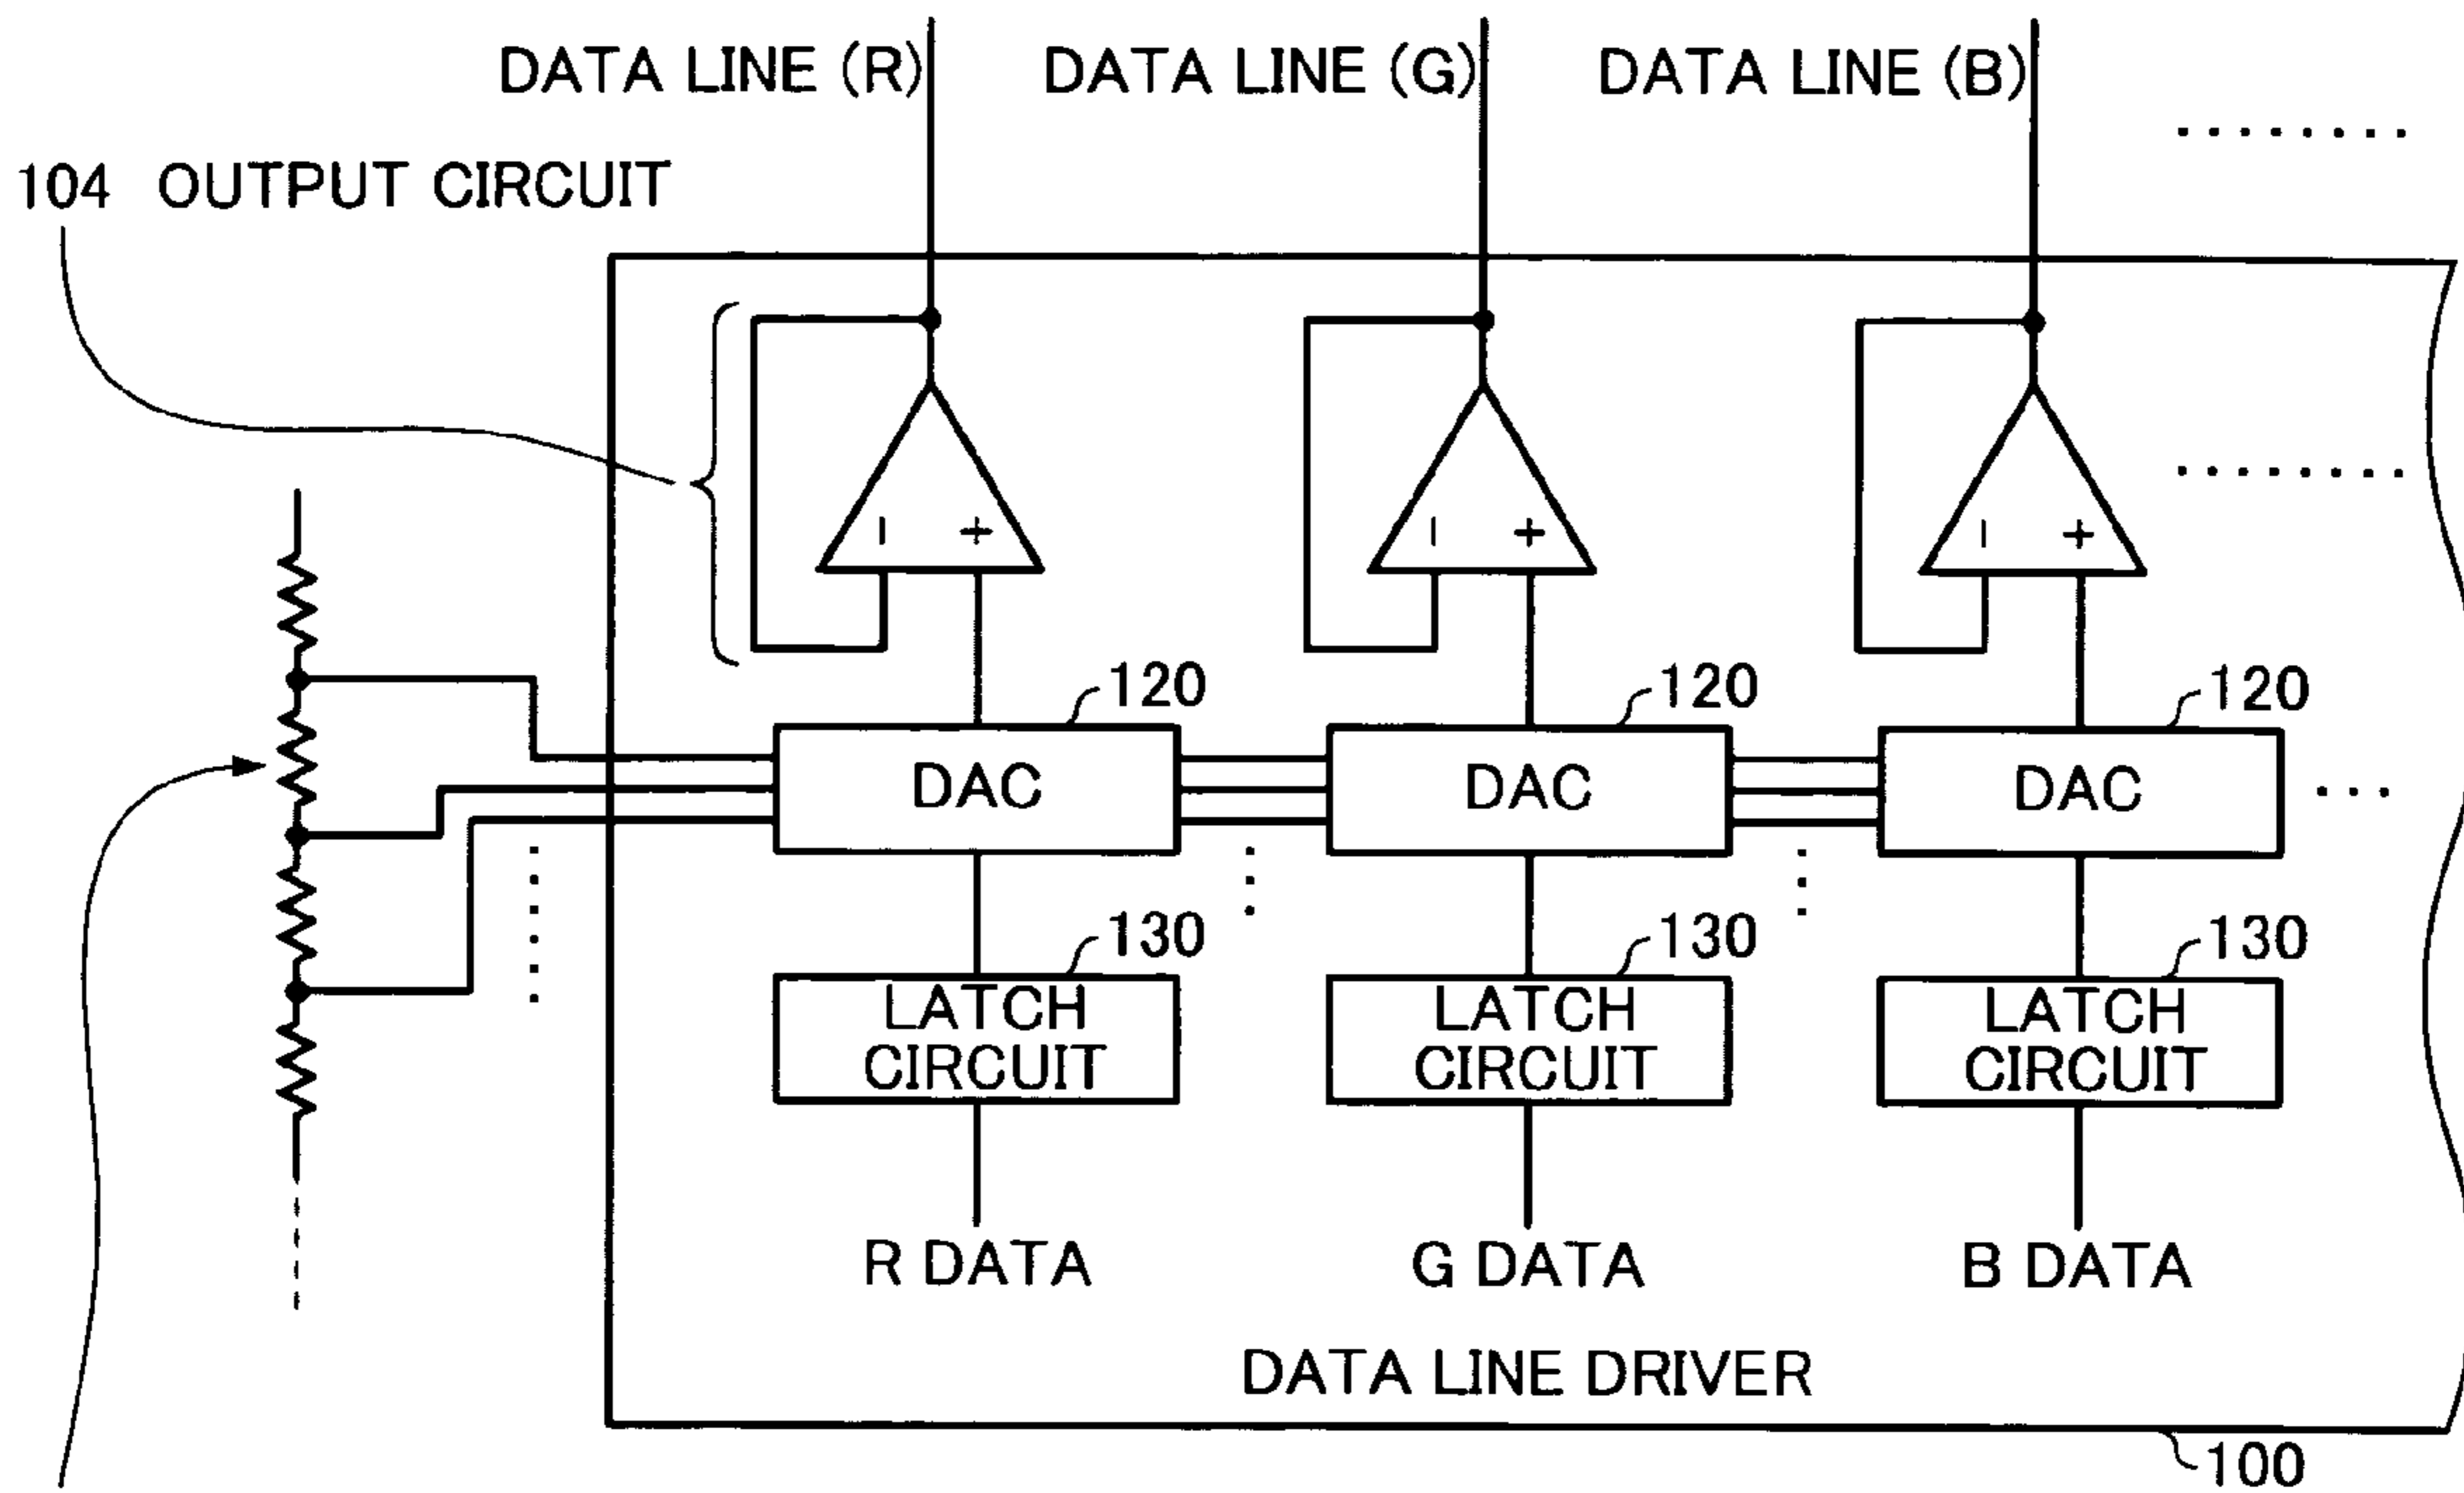 DATA LINE (R) DATA LINE (G) DATA LINE (B)
104 OUTPUT CIRCUIT
− + − + − +
120 120 120
DAC DAC DAC
130 130 130
LATCH CIRCUIT
LATCH CIRCUIT
LATCH CIRCUIT
R DATA G DATA B DATA
DATA LINE DRIVER
100